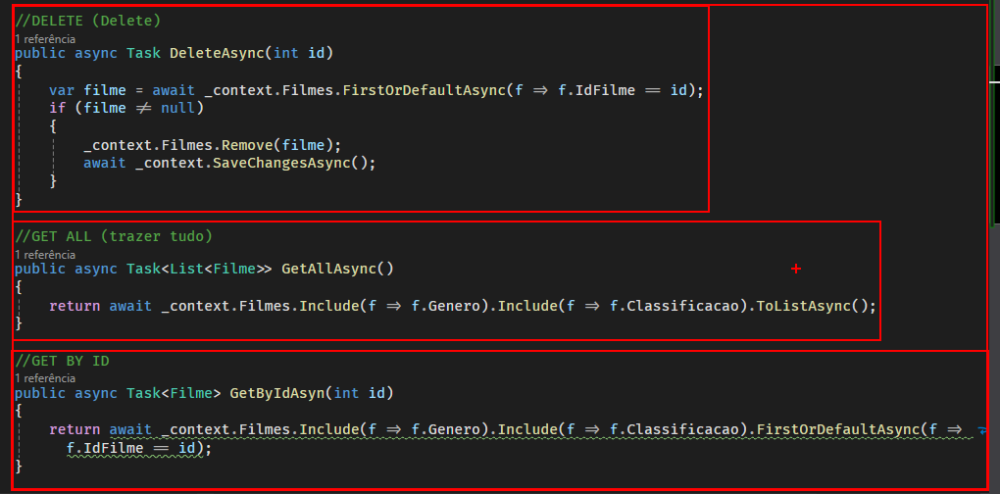 //DELETE (Delete)
1 referência
public async Task DeleteAsync(int id)
{
var filme = await _context.Filmes.FirstOrDefaultAsync(f => f.IdFilme == id);
if (filme != null)
{
_context.Filmes.Remove(filme);
await _context.SaveChangesAsync();
}
}
//GET ALL (trazer tudo)
1 referência
public async Task<List<Filme>> GetAllAsync()
{
return await _context.Filmes.Include(f => f.Genero).Include(f => f.Classificacao).ToListAsync();
}
//GET BY ID
1 referência
public async Task<Filme> GetByIdAsyn(int id)
{
return await _context.Filmes.Include(f => f.Genero).Include(f => f.Classificacao).FirstOrDefaultAsync(f =>
f.IdFilme == id);
}